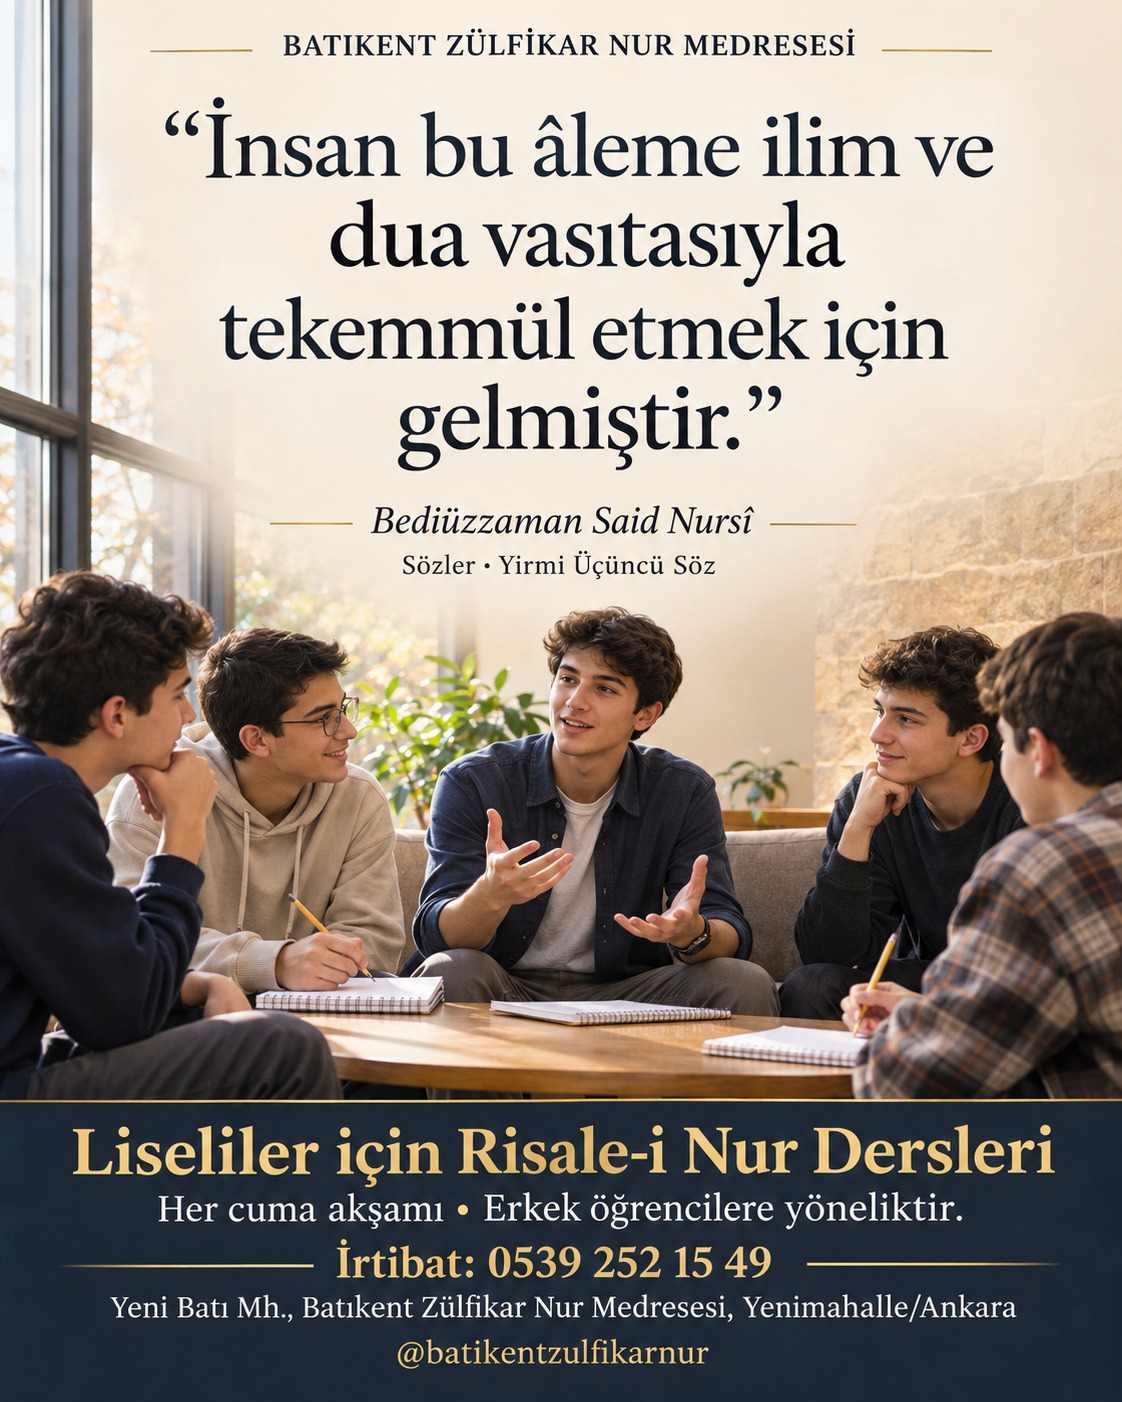 BATIKENT ZÜLFİKAR NUR MEDRESESİ
“İnsan bu âleme ilim ve
dua vasıtasıyla
tekemmül etmek için
gelmiştir.”
Bediüzzaman Said Nursî
Sözler • Yirmi Üçüncü Söz
Liseliler için Risale-i Nur Dersleri
Her cuma akşamı • Erkek öğrencilere yöneliktir.
İrtibat: 0539 252 15 49
Yeni Batı Mh., Batıkent Zülfikar Nur Medresesi, Yenimahalle/Ankara
@batikentzulfikarnur